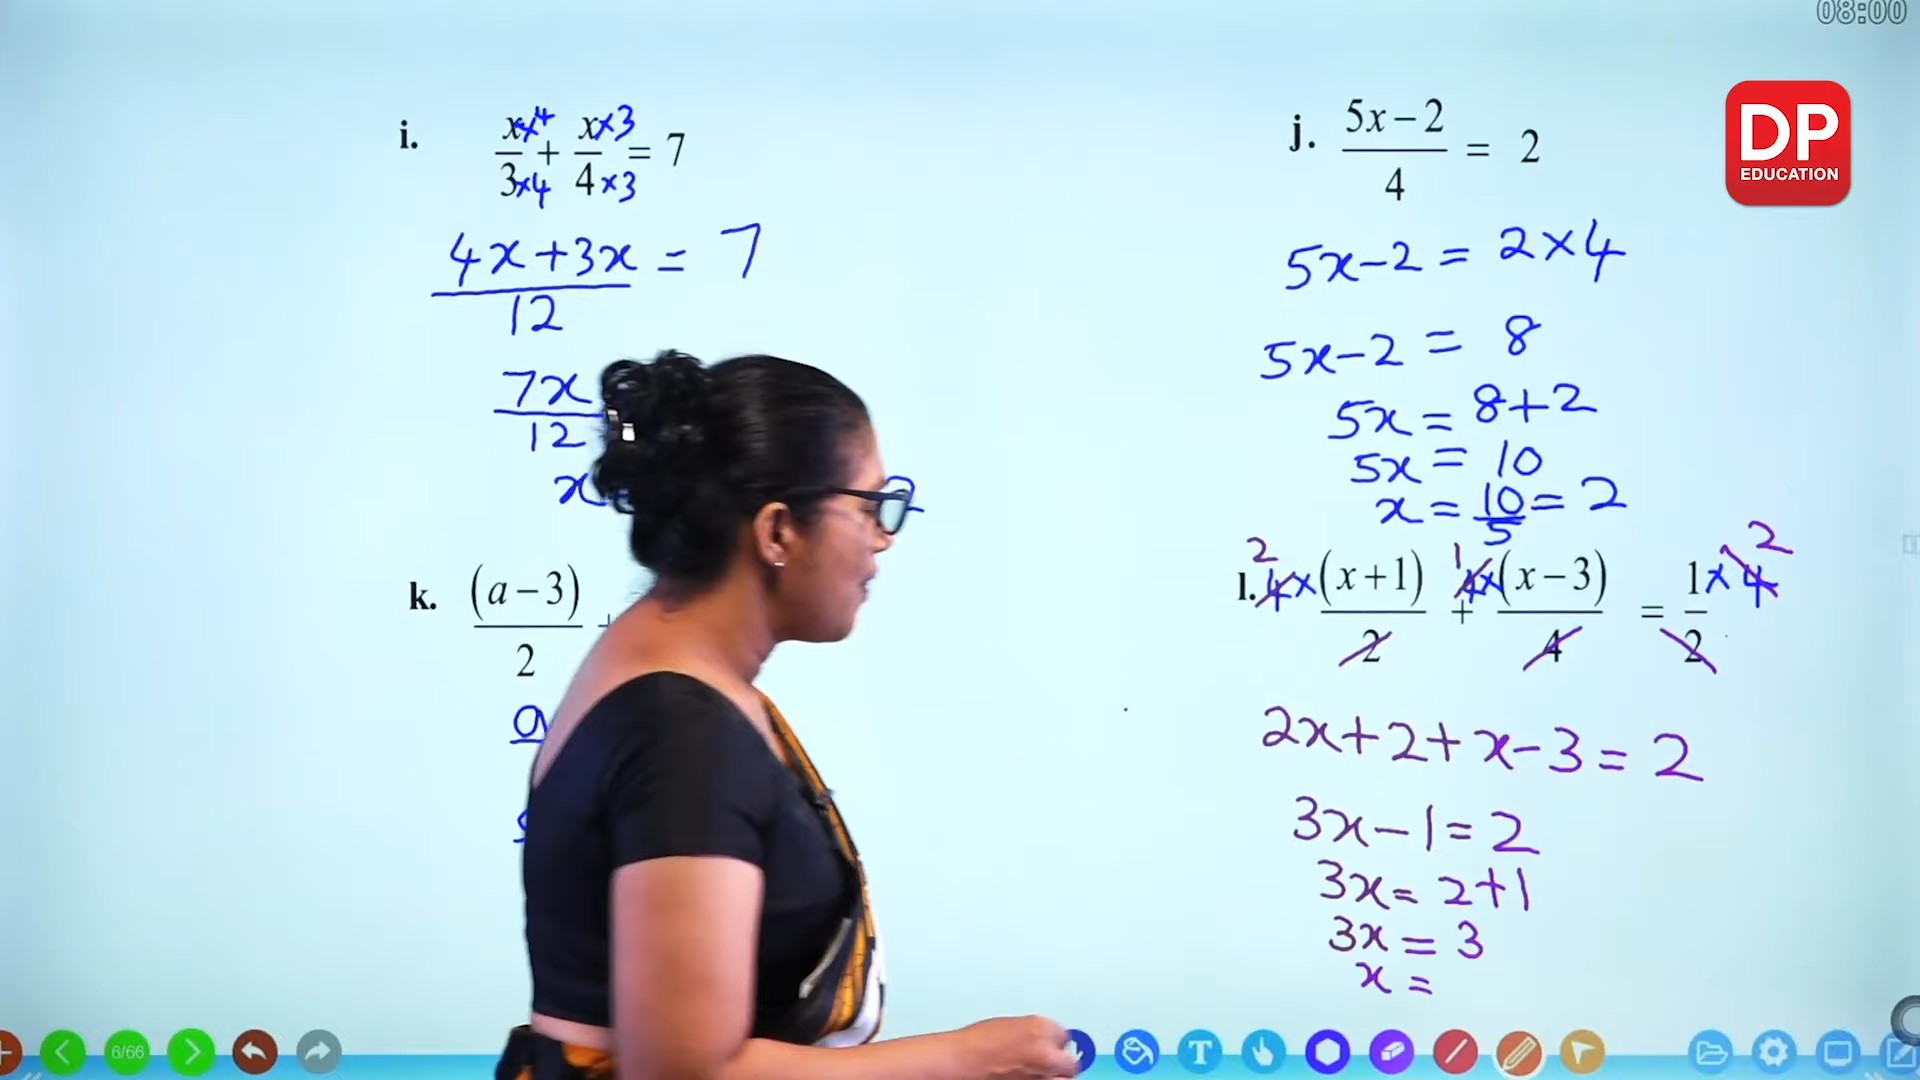 08:00
DP
EDUCATION
i. x×4/3×4 + x×3/4×3 = 7
4x+3x/12 = 7
7x/12
x
2
j. 5x−2/4 = 2
5x−2 = 2×4
5x−2 = 8
5x = 8+2
5x = 10
x = 10/5 = 2
k. (a−3)/2 +
a
l. 2 4×(x+1)/2 + 1 4×(x−3)/4 = 1×4 2/2
2x+2+x−3=2
3x−1=2
3x=2+1
3x=3
x=
6/66
T